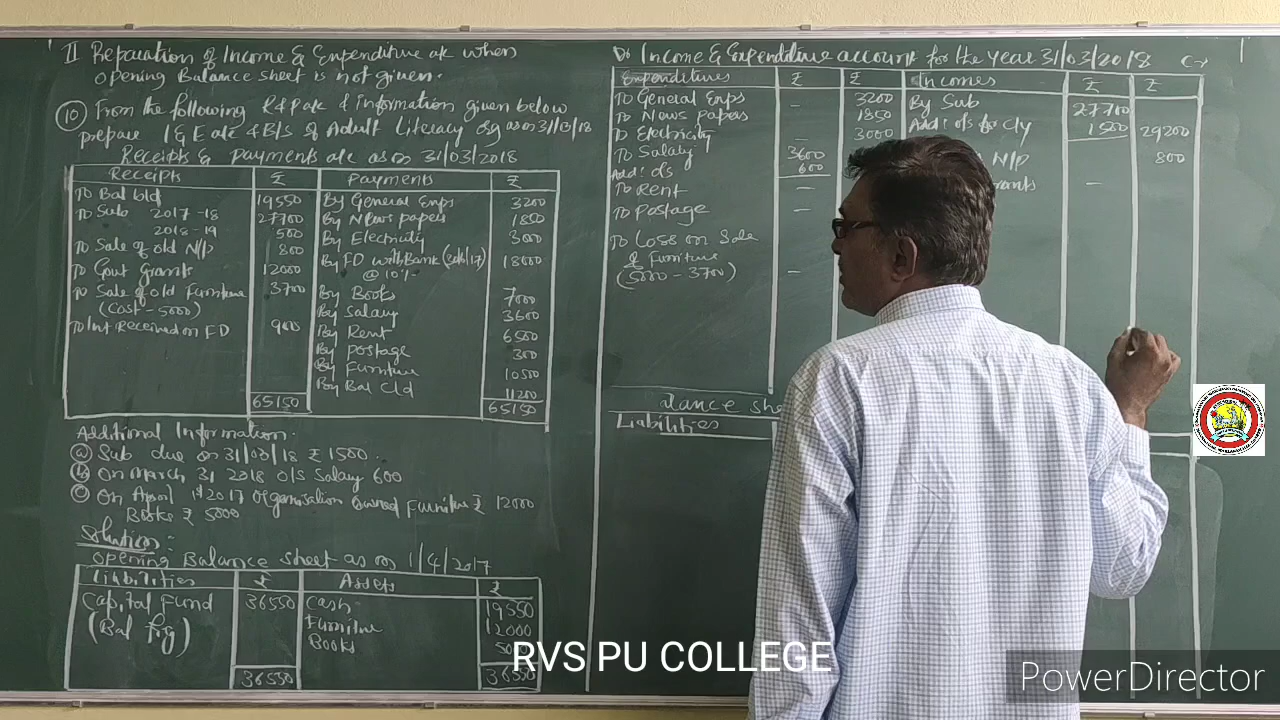 II Preparation of Income & Expenditure a/c when
opening Balance sheet is not given.
10 From the following R & P a/c & information given below
prepare I & E a/c & B/S of Adult Literacy Org as on 31/03/18
Receipts & Payments a/c as on 31/03/2018
Receipts ₹ Payments ₹
To Bal b/d 19550 By General Exps 3200
To Sub 2017-18 27700 By News papers 1850
2018-19 500 By Electricity 3000
To Sale of old N/p 800 By FD with Bank 18000
@ 10%
To Govt Grants 12000
To Sale of old Furniture 3700 By Books 7000
(Cost - 5000) By Salary 3600
To Int Received on FD 900 By Rent 6500
By Postage 300
By Furniture 10500
By Bal c/d 11200
65150 65150
Additional Information.
a Sub due on 31/03/18 ₹ 1500.
b On March 31 2018 o/s Salary 600
c On April 1st 2017 Organisation owned Furniture ₹ 12000
Books ₹ 5000
Solution:
Opening Balance sheet as on 1/4/2017
Liabilities ₹ Assets ₹
Capital Fund 36550 Cash 19550
(Bal fig) Furniture 12000
Books 50
36550 36550
Dr Income & Expenditure account for the year 31/03/2018 Cr
Expenditures ₹ ₹ Incomes ₹ ₹
To General Exps - 3200 By Sub 27700
To News papers 1850 Add: o/s for C/y 1500 29200
To Electricity - 3000
To Salary 3600 N/p 800
Add: o/s 600
To Rent - rants -
To Postage -
To Loss on Sale
of Furniture
(5000 - 3700) -
lance she
Liabilities
RVS PU COLLEGE
PowerDirector